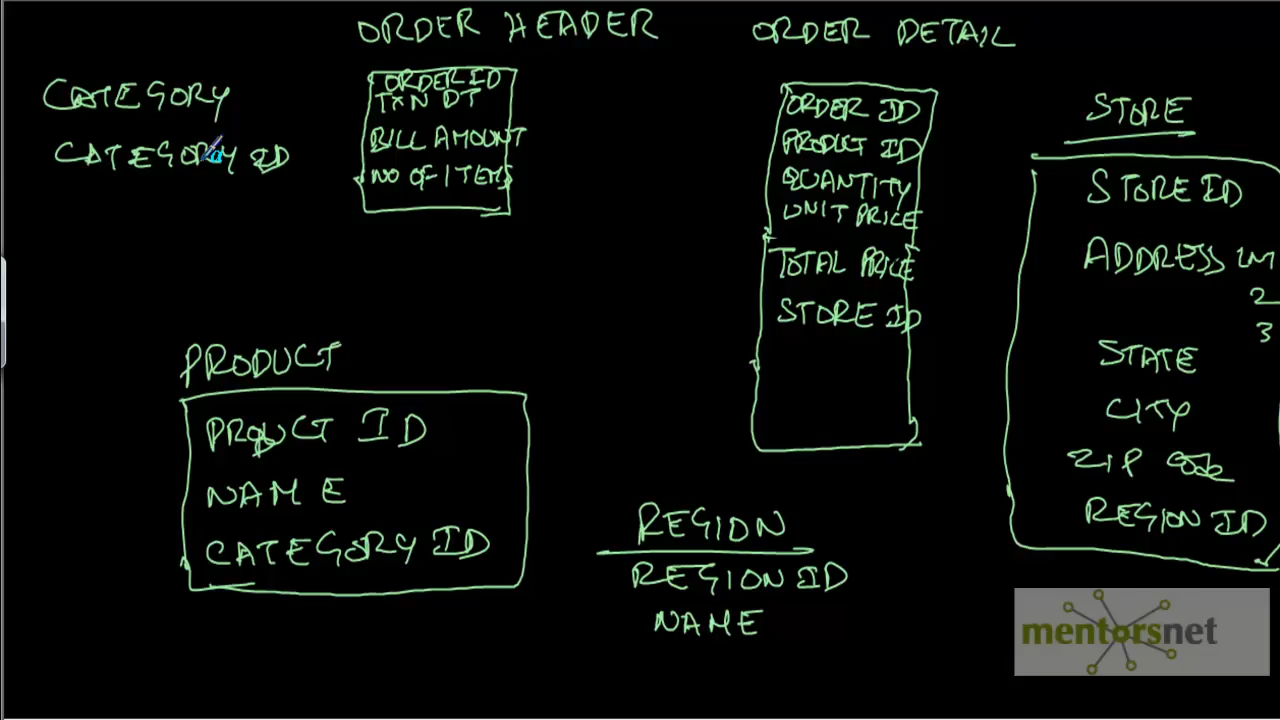 ORDER HEADER
ORDER ID
TXN DT
BILL AMOUNT
NO OF ITEMS
ORDER DETAIL
ORDER ID
PRODUCT ID
QUANTITY
UNIT PRICE
TOTAL PRICE
STORE ID
CATEGORY
CATEGORY ID
STORE
STORE ID
ADDRESS
2
3
STATE
CITY
ZIP Code
REGION ID
PRODUCT
PRODUCT ID
NAME
CATEGORY ID
REGION
REGION ID
NAME
mentorsnet